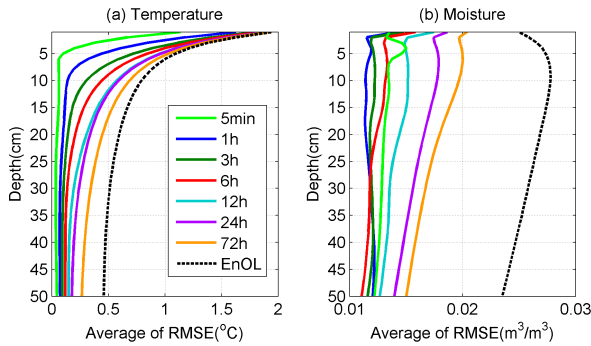 (a) Temperature
(b) Moisture
Depth(cm)
5
10
15
20
25
30
35
40
45
50
0
0.5
1
1.5
2
Average of RMSE(°C)
5min
1h
3h
6h
12h
24h
72h
EnOL
Depth(cm)
5
10
15
20
25
30
35
40
45
50
0.01
0.02
0.03
Average of RMSE(m³/m³)